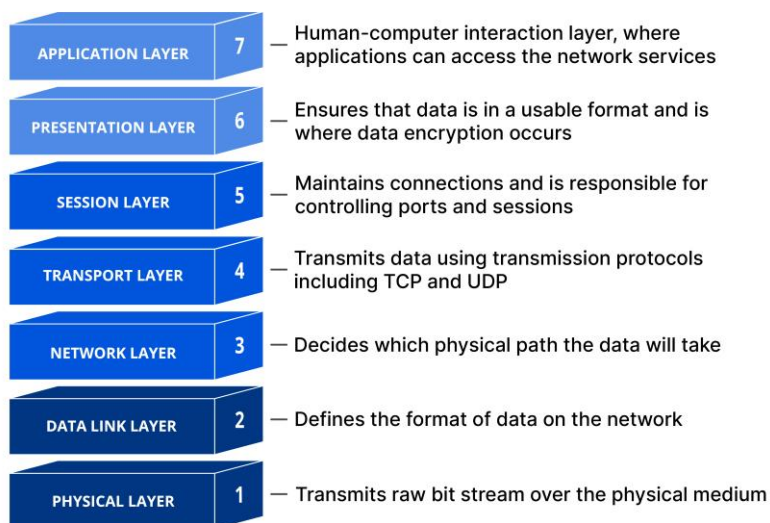 APPLICATION LAYER 7 — Human-computer interaction layer, where
applications can access the network services
PRESENTATION LAYER 6 — Ensures that data is in a usable format and is
where data encryption occurs
SESSION LAYER 5 — Maintains connections and is responsible for
controlling ports and sessions
TRANSPORT LAYER 4 — Transmits data using transmission protocols
including TCP and UDP
NETWORK LAYER 3 — Decides which physical path the data will take
DATA LINK LAYER 2 — Defines the format of data on the network
PHYSICAL LAYER 1 — Transmits raw bit stream over the physical medium